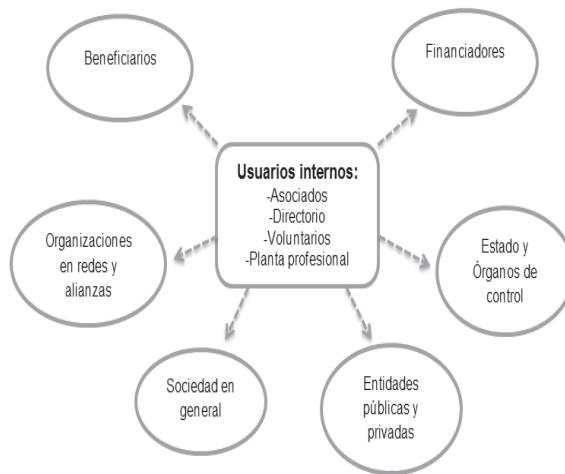 Beneficiarios
Financiadores
Usuarios internos:
-Asociados
-Directorio
-Voluntarios
-Planta profesional
Organizaciones
en redes y
alianzas
Estado y
Órganos de
control
Sociedad en
general
Entidades
públicas y
privadas